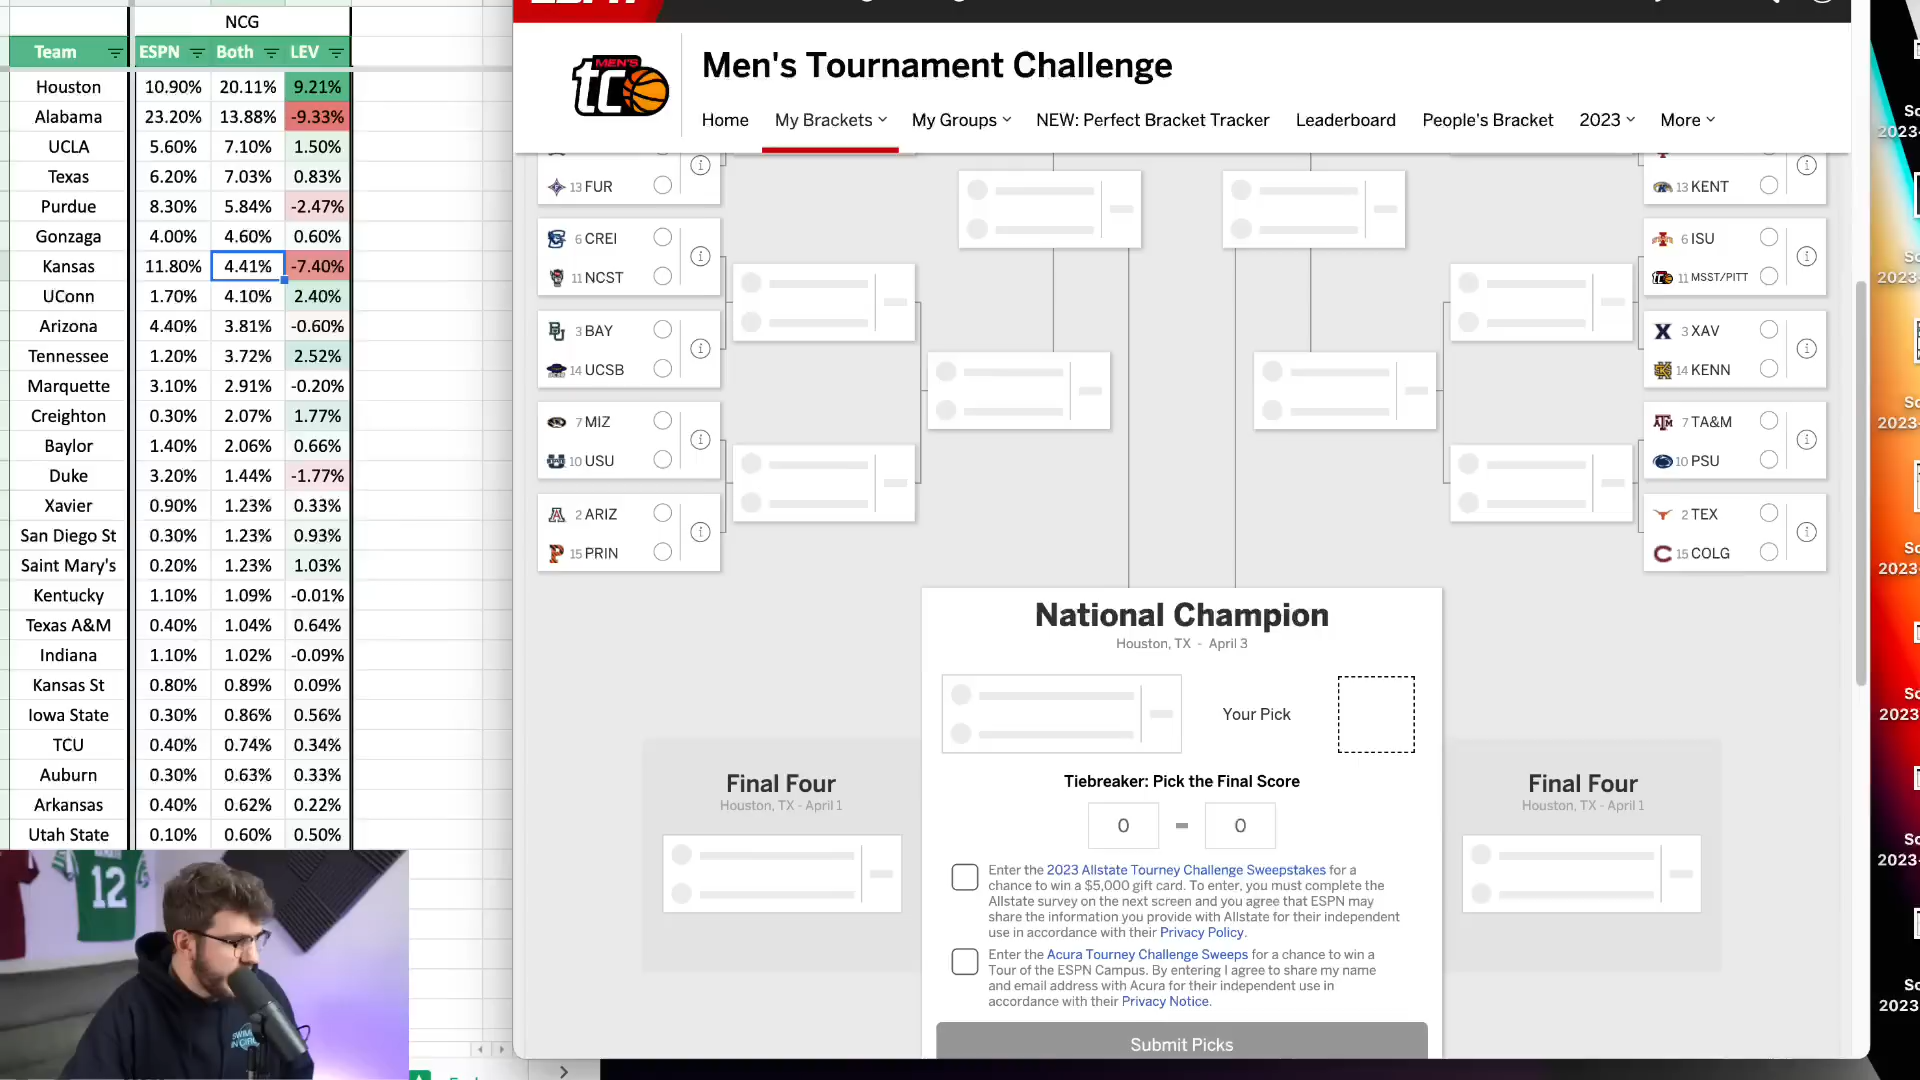 NCG
Team ESPN Both LEV
Houston 10.90% 20.11% 9.21%
Alabama 23.20% 13.88% -9.33%
UCLA 5.60% 7.10% 1.50%
Texas 6.20% 7.03% 0.83%
Purdue 8.30% 5.84% -2.47%
Gonzaga 4.00% 4.60% 0.60%
Kansas 11.80% 4.41% -7.40%
UConn 1.70% 4.10% 2.40%
Arizona 4.40% 3.81% -0.60%
Tennessee 1.20% 3.72% 2.52%
Marquette 3.10% 2.91% -0.20%
Creighton 0.30% 2.07% 1.77%
Baylor 1.40% 2.06% 0.66%
Duke 3.20% 1.44% -1.77%
Xavier 0.90% 1.23% 0.33%
San Diego St 0.30% 1.23% 0.93%
Saint Mary's 0.20% 1.23% 1.03%
Kentucky 1.10% 1.09% -0.01%
Texas A&M 0.40% 1.04% 0.64%
Indiana 1.10% 1.02% -0.09%
Kansas St 0.80% 0.89% 0.09%
Iowa State 0.30% 0.86% 0.56%
TCU 0.40% 0.74% 0.34%
Auburn 0.30% 0.63% 0.33%
Arkansas 0.40% 0.62% 0.22%
Utah State 0.10% 0.60% 0.50%
12
MEN'S
tc
Men's Tournament Challenge
Home My Brackets My Groups NEW: Perfect Bracket Tracker Leaderboard People's Bracket 2023 More
13 FUR
6 CREI
11 NCST
3 BAY
14 UCSB
7 MIZ
10 USU
2 ARIZ
15 PRIN
13 KENT
6 ISU
11 MSST/PITT
3 XAV
14 KENN
7 TA&M
10 PSU
2 TEX
15 COLG
National Champion
Houston, TX - April 3
Your Pick
Tiebreaker: Pick the Final Score
0 - 0
Final Four
Houston, TX - April 1
Final Four
Houston, TX - April 1
Enter the 2023 Allstate Tourney Challenge Sweepstakes for a
chance to win a $5,000 gift card. To enter, you must complete the
Allstate survey on the next screen and you agree that ESPN may
share the information you provide with Allstate for their independent
use in accordance with their Privacy Policy.
Enter the Acura Tourney Challenge Sweeps for a chance to win a
Tour of the ESPN Campus. By entering I agree to share my name
and email address with Acura for their independent use in
accordance with their Privacy Notice.
Submit Picks